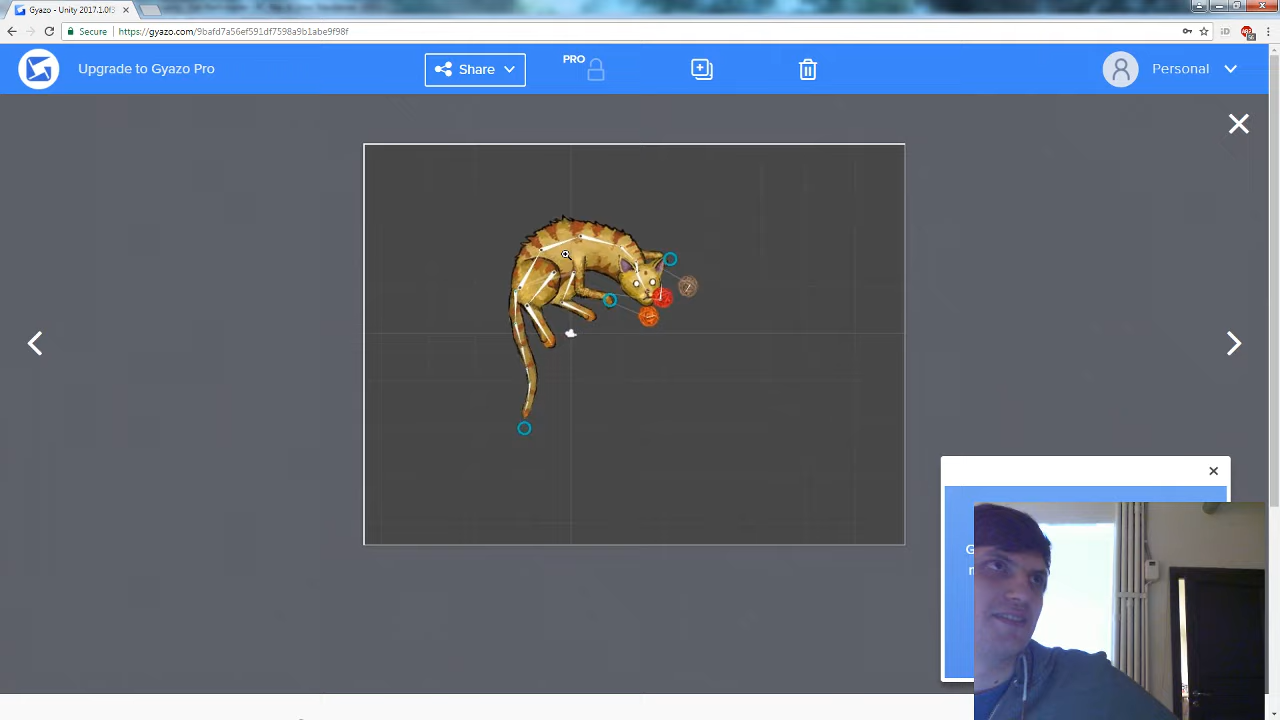 Gyazo - Unity 2017.1.0f3
Secure
https://gyazo.com/9bafd7a56ef591df7598a9b1abe9f98f
Upgrade to Gyazo Pro
Share
PRO
Personal